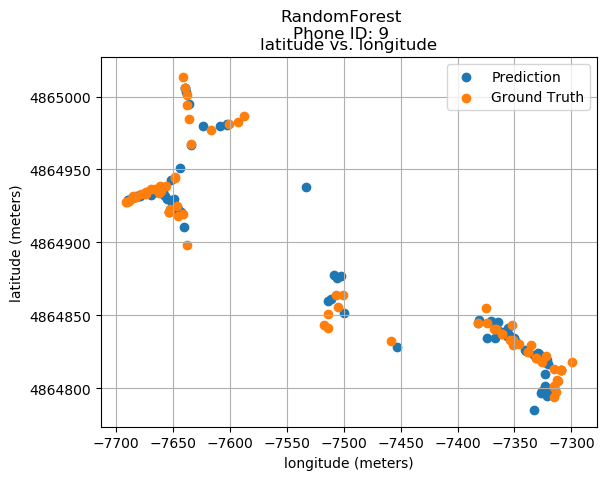 RandomForest
Phone ID: 9
latitude vs. longitude
Prediction
Ground Truth
4865000
4864950
4864900
4864850
4864800
latitude (meters)
−7700 −7650 −7600 −7550 −7500 −7450 −7400 −7350 −7300
longitude (meters)